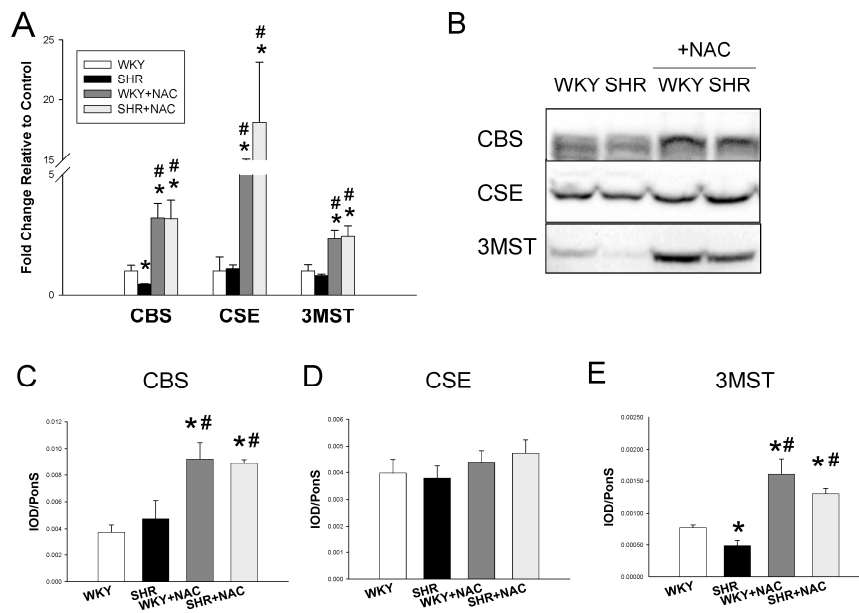 A
Fold Change Relative to Control
25
20
15
5
0
WKY
SHR
WKY+NAC
SHR+NAC
*
# *
# *
# *
# *
# *
# *
CBS CSE 3MST
B
+NAC
WKY SHR WKY SHR
CBS
CSE
3MST
C
CBS
IOD/PonS
0.012
0.010
0.008
0.006
0.004
0.002
0.000
*#
*#
WKY SHR WKY+NAC SHR+NAC
D
CSE
IOD/PonS
0.006
0.005
0.004
0.003
0.002
0.001
0.000
WKY SHR WKY+NAC SHR+NAC
E
3MST
IOD/PonS
0.00250
0.00200
0.00150
0.00100
0.00050
0.00000
*
*#
*#
WKY SHR WKY+NAC SHR+NAC